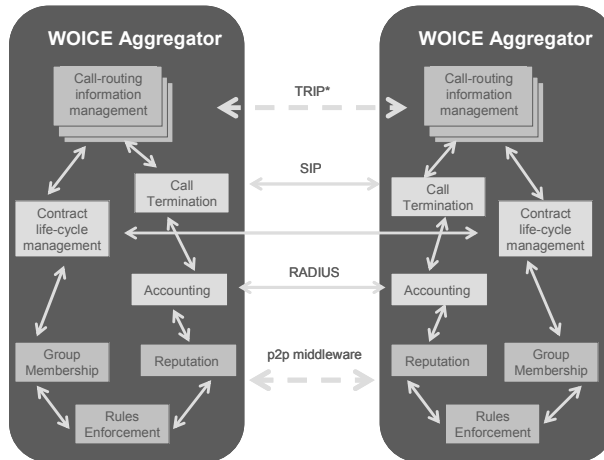 WOICE Aggregator
Call-routing
information
management
Call
Termination
Contract
life-cycle
management
Accounting
Group
Membership
Reputation
Rules
Enforcement
TRIP*
SIP
RADIUS
p2p middleware
WOICE Aggregator
Call-routing
information
management
Call
Termination
Contract
life-cycle
management
Accounting
Reputation
Group
Membership
Rules
Enforcement